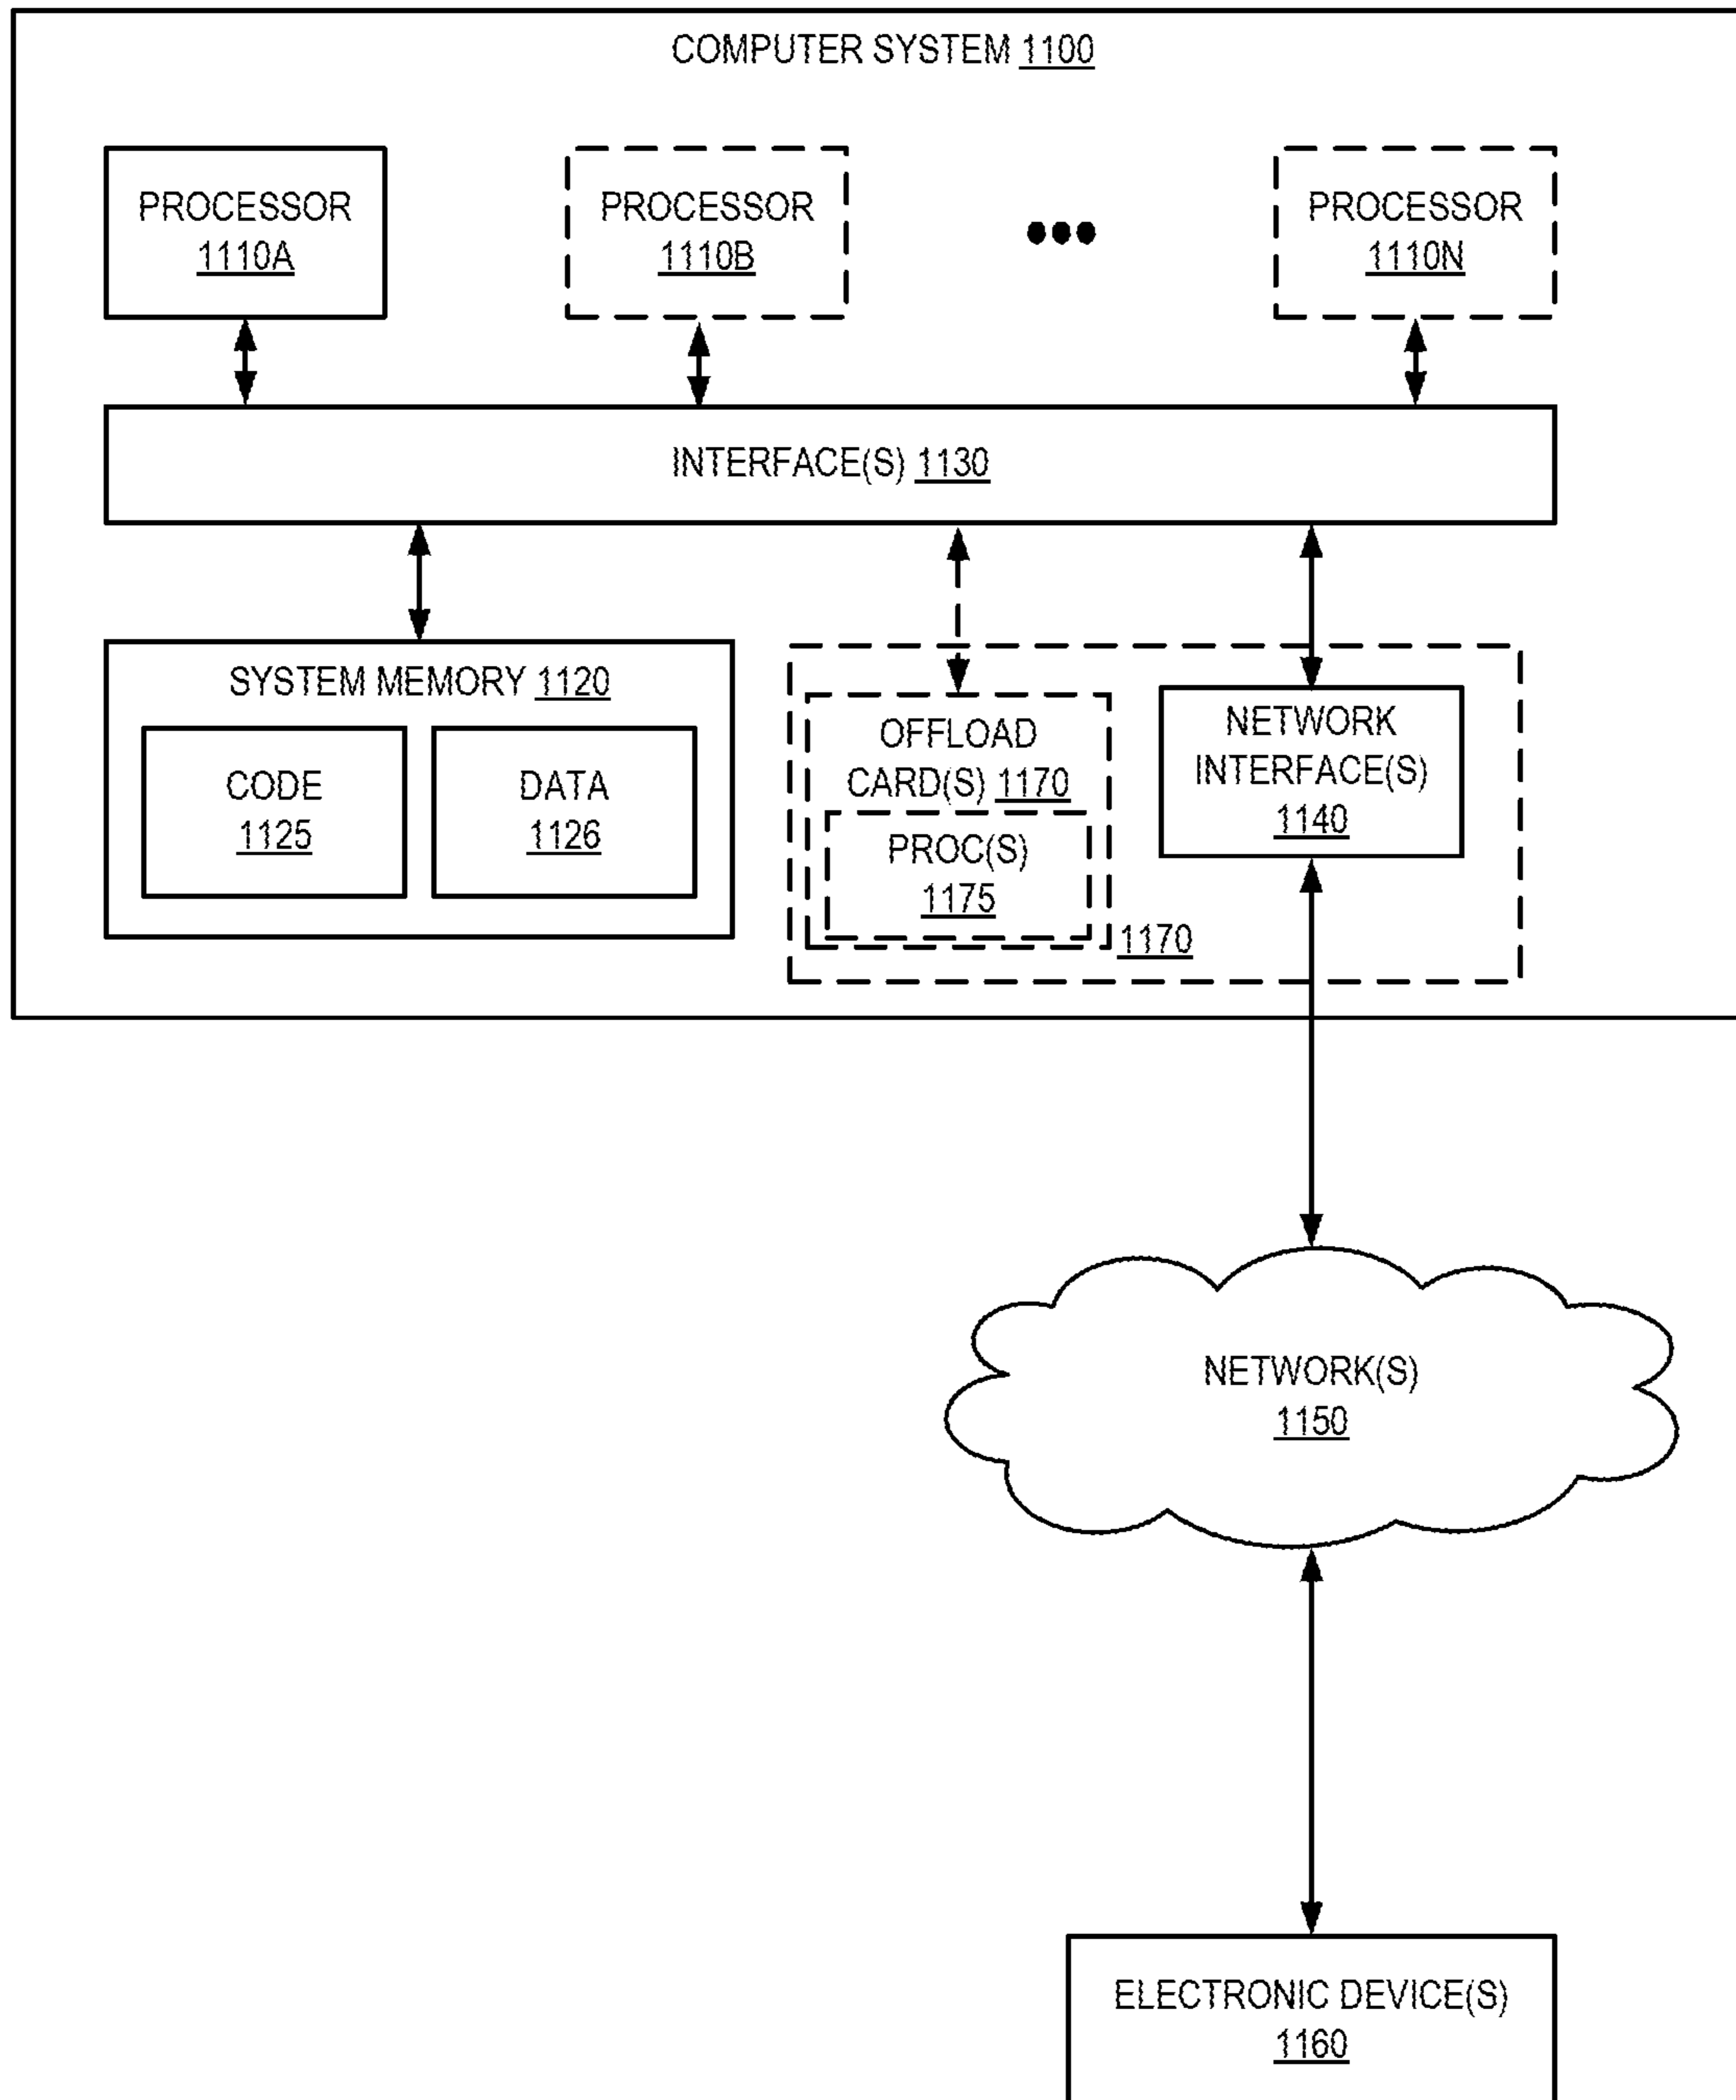 COMPUTER SYSTEM 1100
PROCESSOR
1110A
PROCESSOR
1110B
PROCESSOR
1110N
INTERFACE(S) 1130
SYSTEM MEMORY 1120
CODE
1125
DATA
1126
OFFLOAD
CARD(S) 1170
PROC(S)
1175
1170
NETWORK
INTERFACE(S)
1140
NETWORK(S)
1150
ELECTRONIC DEVICE(S)
1160